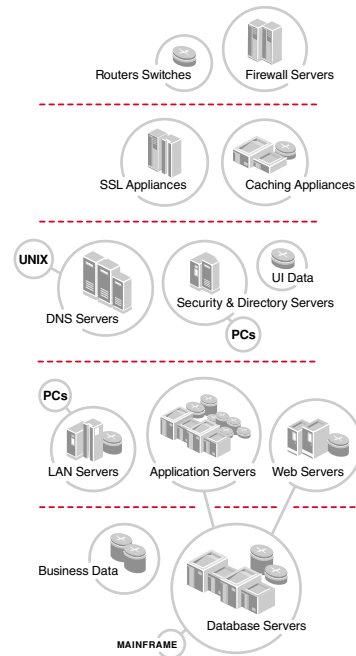 Routers Switches
Firewall Servers
SSL Appliances
Caching Appliances
UNIX
UI Data
DNS Servers
Security & Directory Servers
PCs
PCs
LAN Servers
Application Servers
Web Servers
Business Data
Database Servers
MAINFRAME